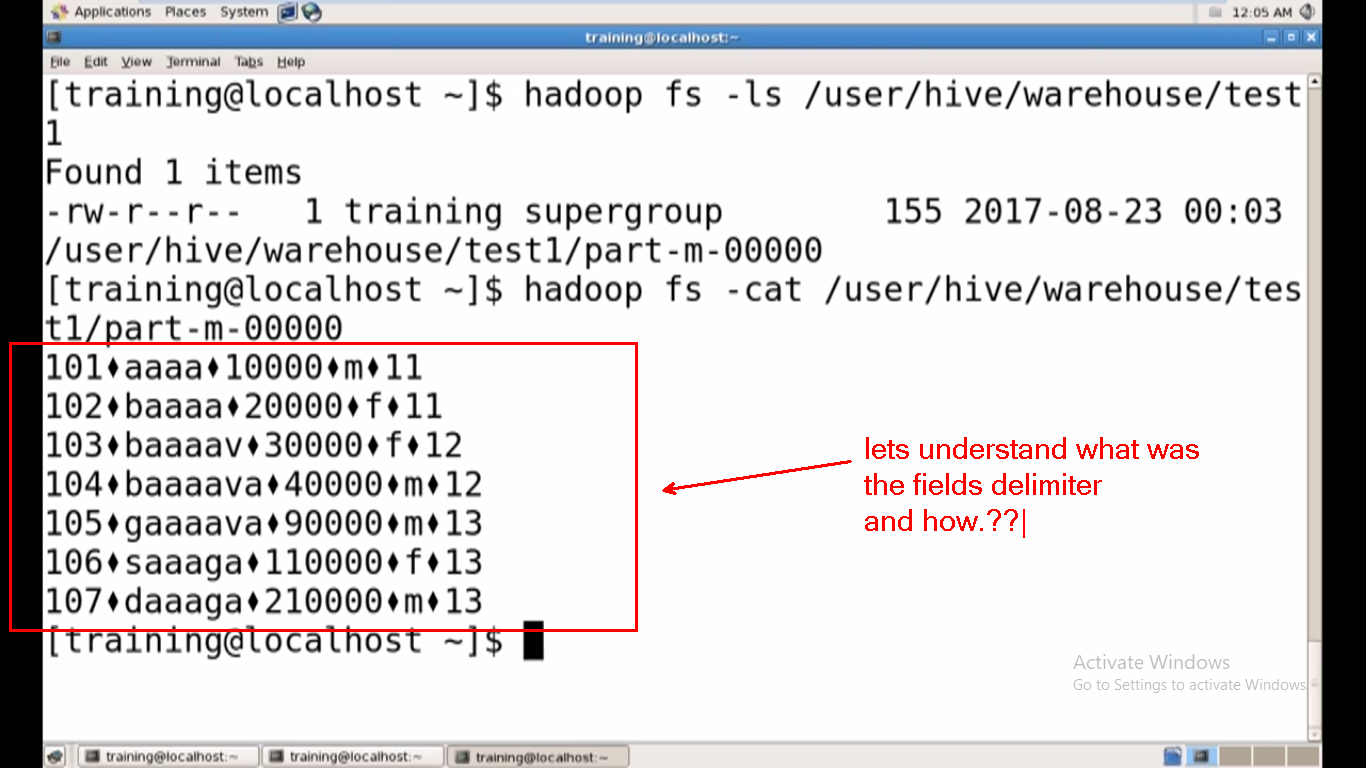 Applications Places System 12:05 AM
training@localhost:~
File Edit View Terminal Tabs Help
[training@localhost ~]$ hadoop fs -ls /user/hive/warehouse/test
1
Found 1 items
-rw-r--r-- 1 training supergroup 155 2017-08-23 00:03
/user/hive/warehouse/test1/part-m-00000
[training@localhost ~]$ hadoop fs -cat /user/hive/warehouse/tes
t1/part-m-00000
101♦aaaa♦10000♦m♦11
102♦baaaa♦20000♦f♦11
103♦baaaav♦30000♦f♦12
104♦baaaava♦40000♦m♦12
105♦gaaaava♦90000♦m♦13
106♦saaaga♦110000♦f♦13
107♦daaaga♦210000♦m♦13
[training@localhost ~]$
lets understand what was
the fields delimiter
and how.??
Activate Windows
Go to Settings to activate Windows.
training@localhost:~ training@localhost:~ training@localhost:~